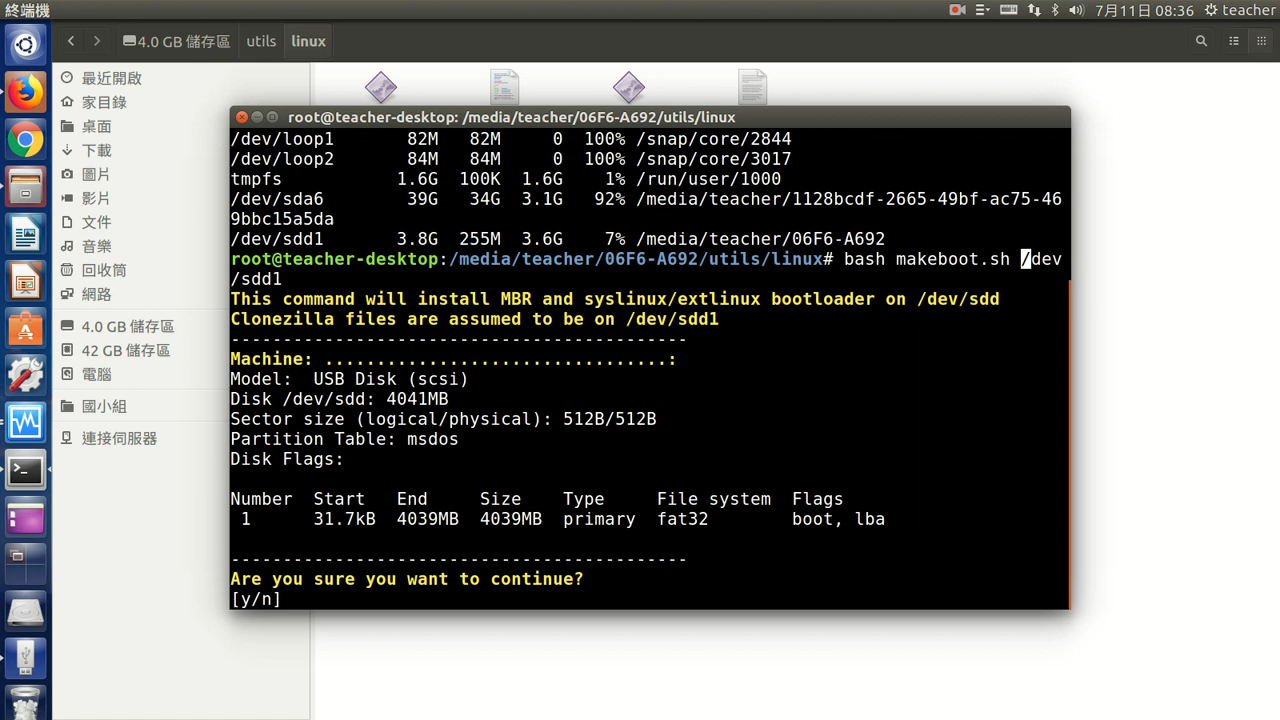 終端機
7月11日 08:36 teacher
4.0 GB 儲存區 utils linux
最近開啟
家目錄
桌面
下載
圖片
影片
文件
音樂
回收筒
網路
4.0 GB 儲存區
42 GB 儲存區
電腦
國小組
連接伺服器
root@teacher-desktop: /media/teacher/06F6-A692/utils/linux
/dev/loop1 82M 82M 0 100% /snap/core/2844
/dev/loop2 84M 84M 0 100% /snap/core/3017
tmpfs 1.6G 100K 1.6G 1% /run/user/1000
/dev/sda6 39G 34G 3.1G 92% /media/teacher/1128bcdf-2665-49bf-ac75-46
9bbc15a5da
/dev/sdd1 3.8G 255M 3.6G 7% /media/teacher/06F6-A692
root@teacher-desktop:/media/teacher/06F6-A692/utils/linux# bash makeboot.sh /dev
/sdd1
This command will install MBR and syslinux/extlinux bootloader on /dev/sdd
Clonezilla files are assumed to be on /dev/sdd1
--------------------------------------------
Machine: .................................:
Model:  USB Disk (scsi)
Disk /dev/sdd: 4041MB
Sector size (logical/physical): 512B/512B
Partition Table: msdos
Disk Flags:
Number Start End Size Type File system Flags
1 31.7kB 4039MB 4039MB primary fat32 boot, lba
--------------------------------------------
Are you sure you want to continue?
[y/n]